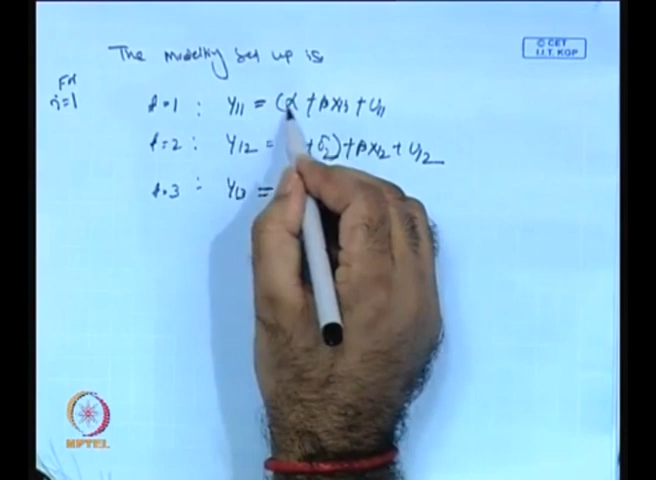 The modelling set up is
© CET
I.I.T. KGP
For
i=1
t=1 : Y11 = (α + βX13 + U11
t=2 : Y12 = + δ2) + βX12 + U12
t=3 : Y13 =
NPTEL